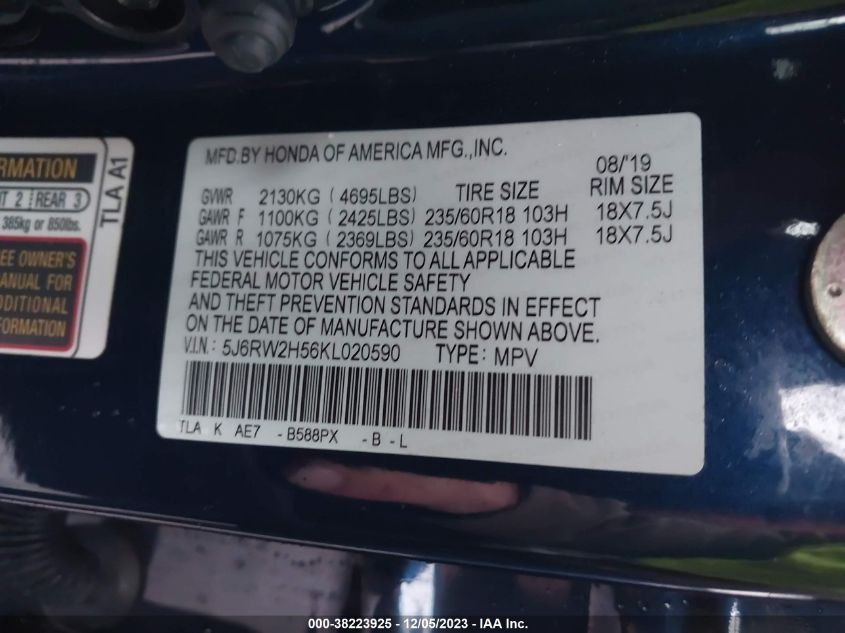 RMATION
NT 2 REAR 3
385kg or 850lbs.
EE OWNER'S
ANUAL FOR
DDITIONAL
FORMATION
TLA A1
MFD.BY HONDA OF AMERICA MFG.,INC.
08/'19
GVWR 2130KG ( 4695LBS) TIRE SIZE RIM SIZE
GAWR F 1100KG ( 2425LBS) 235/60R18 103H 18X7.5J
GAWR R 1075KG ( 2369LBS) 235/60R18 103H 18X7.5J
THIS VEHICLE CONFORMS TO ALL APPLICABLE
FEDERAL MOTOR VEHICLE SAFETY
AND THEFT PREVENTION STANDARDS IN EFFECT
ON THE DATE OF MANUFACTURE SHOWN ABOVE.
V.I.N.: 5J6RW2H56KL020590 TYPE: MPV
TLA K AE7 - B588PX - B - L
000-38223925 - 12/05/2023 - IAA Inc.